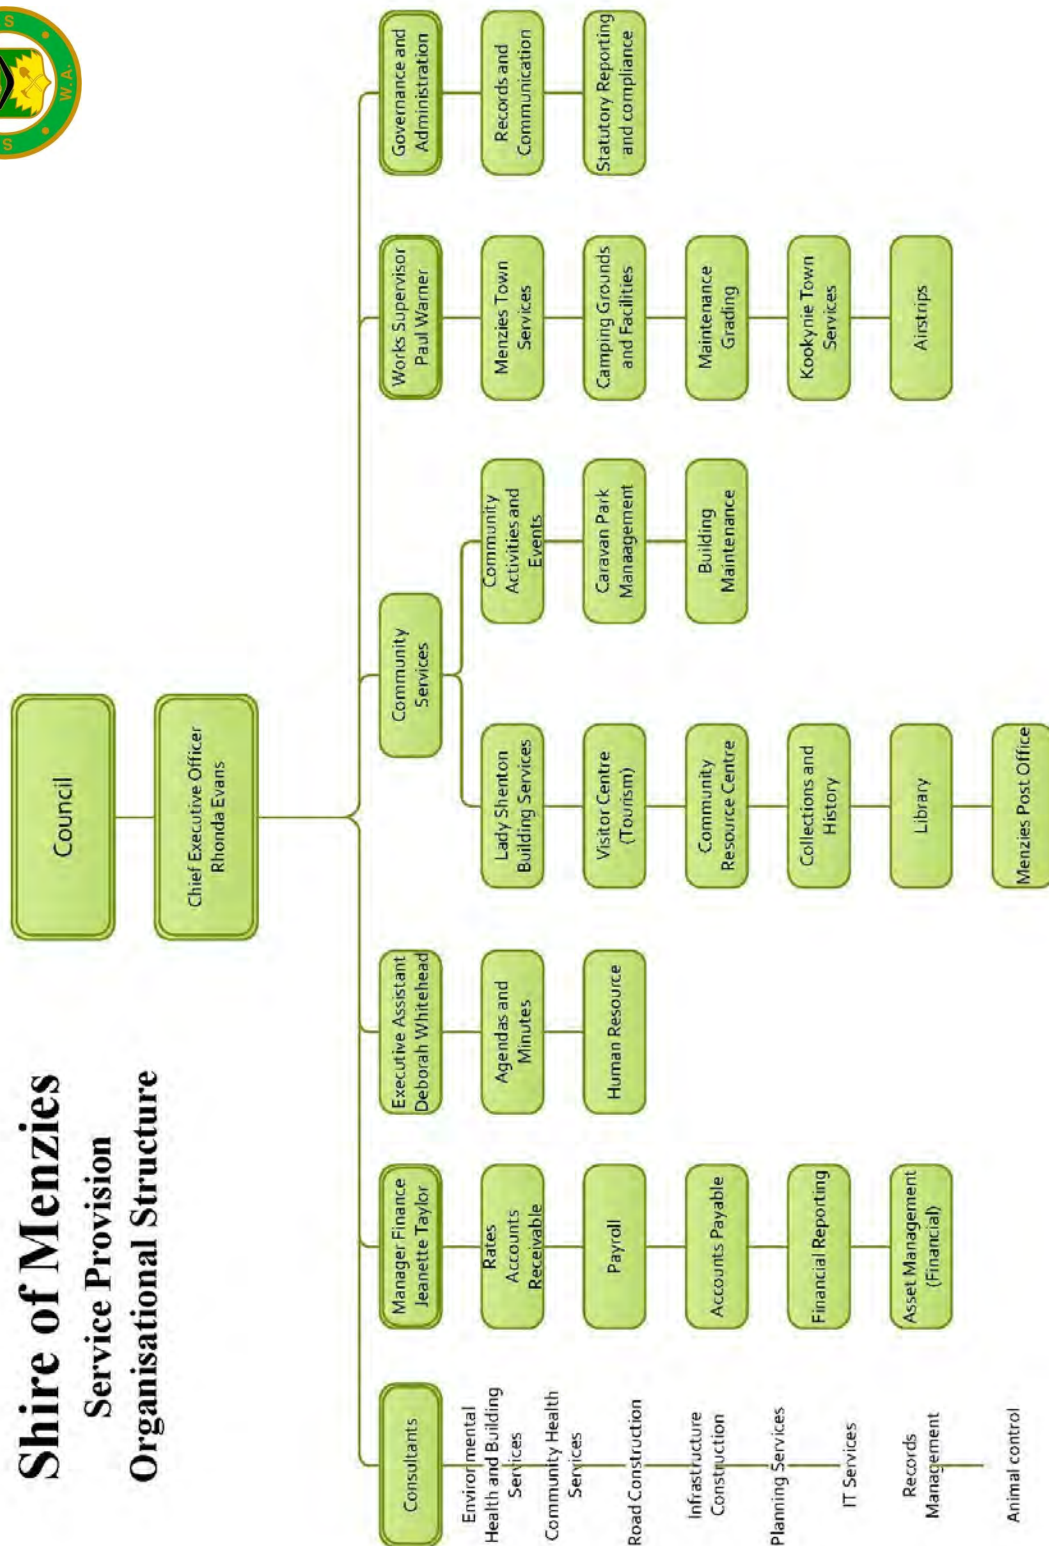 Shire of Menzies
Service Provision
Organisational Structure
S
W.A.
S
Council
Chief Executive Officer
Rhonda Evans
Consultants
Environmental
Health and Building
Services
Community Health
Services
Road Construction
Infrastructure
Construction
Planning Services
IT Services
Records
Management
Animal control
Manager Finance
Jeanette Taylor
Rates
Accounts
Receivable
Payroll
Accounts Payable
Financial Reporting
Asset Management
(Financial)
Executive Assistant
Deborah Whitehead
Agendas and
Minutes
Human Resource
Community
Services
Lady Shenton
Building Services
Visitor Centre
(Tourism)
Community
Resource Centre
Collections and
History
Library
Menzies Post Office
Community
Activities and
Events
Caravan Park
Manaagement
Building
Maintenance
Works Supervisor
Paul Warner
Menzies Town
Services
Camping Grounds
and Facilities
Maintenance
Grading
Kookynie Town
Services
Airstrips
Governance and
Administration
Records and
Communication
Statutory Reporting
and compliance